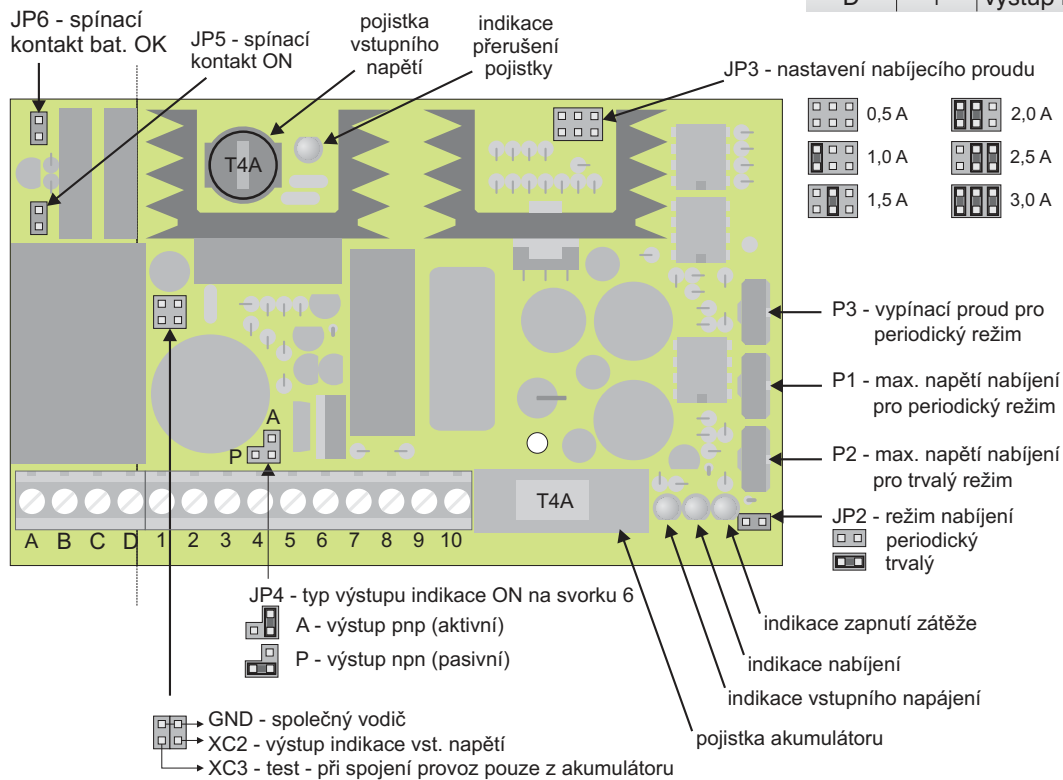 JP6 - spínací
kontakt bat. OK
JP5 - spínací
kontakt ON
pojistka
vstupního
napětí
indikace
přerušení
pojistky
D
JP3 - nastavení nabíjecího proudu
0,5 A
2,0 A
1,0 A
2,5 A
1,5 A
3,0 A
T4A
P3 - vypínací proud pro
periodický režim
P1 - max. napětí nabíjení
pro periodický režim
P2 - max. napětí nabíjení
pro trvalý režim
JP2 - režim nabíjení
periodický
trvalý
A
P
T4A
A B C D 1 2 3 4 5 6 7 8 9 10
JP4 - typ výstupu indikace ON na svorku 6
A - výstup pnp (aktivní)
P - výstup npn (pasivní)
indikace zapnutí zátěže
indikace nabíjení
indikace vstupního napájení
pojistka akumulátoru
GND - společný vodič
XC2 - výstup indikace vst. napětí
XC3 - test - při spojení provoz pouze z akumulátoru